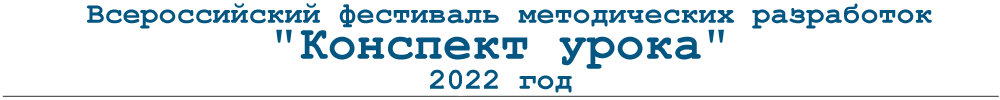 Всероссийский фестиваль методических разработок
"Конспект урока"
2022 год